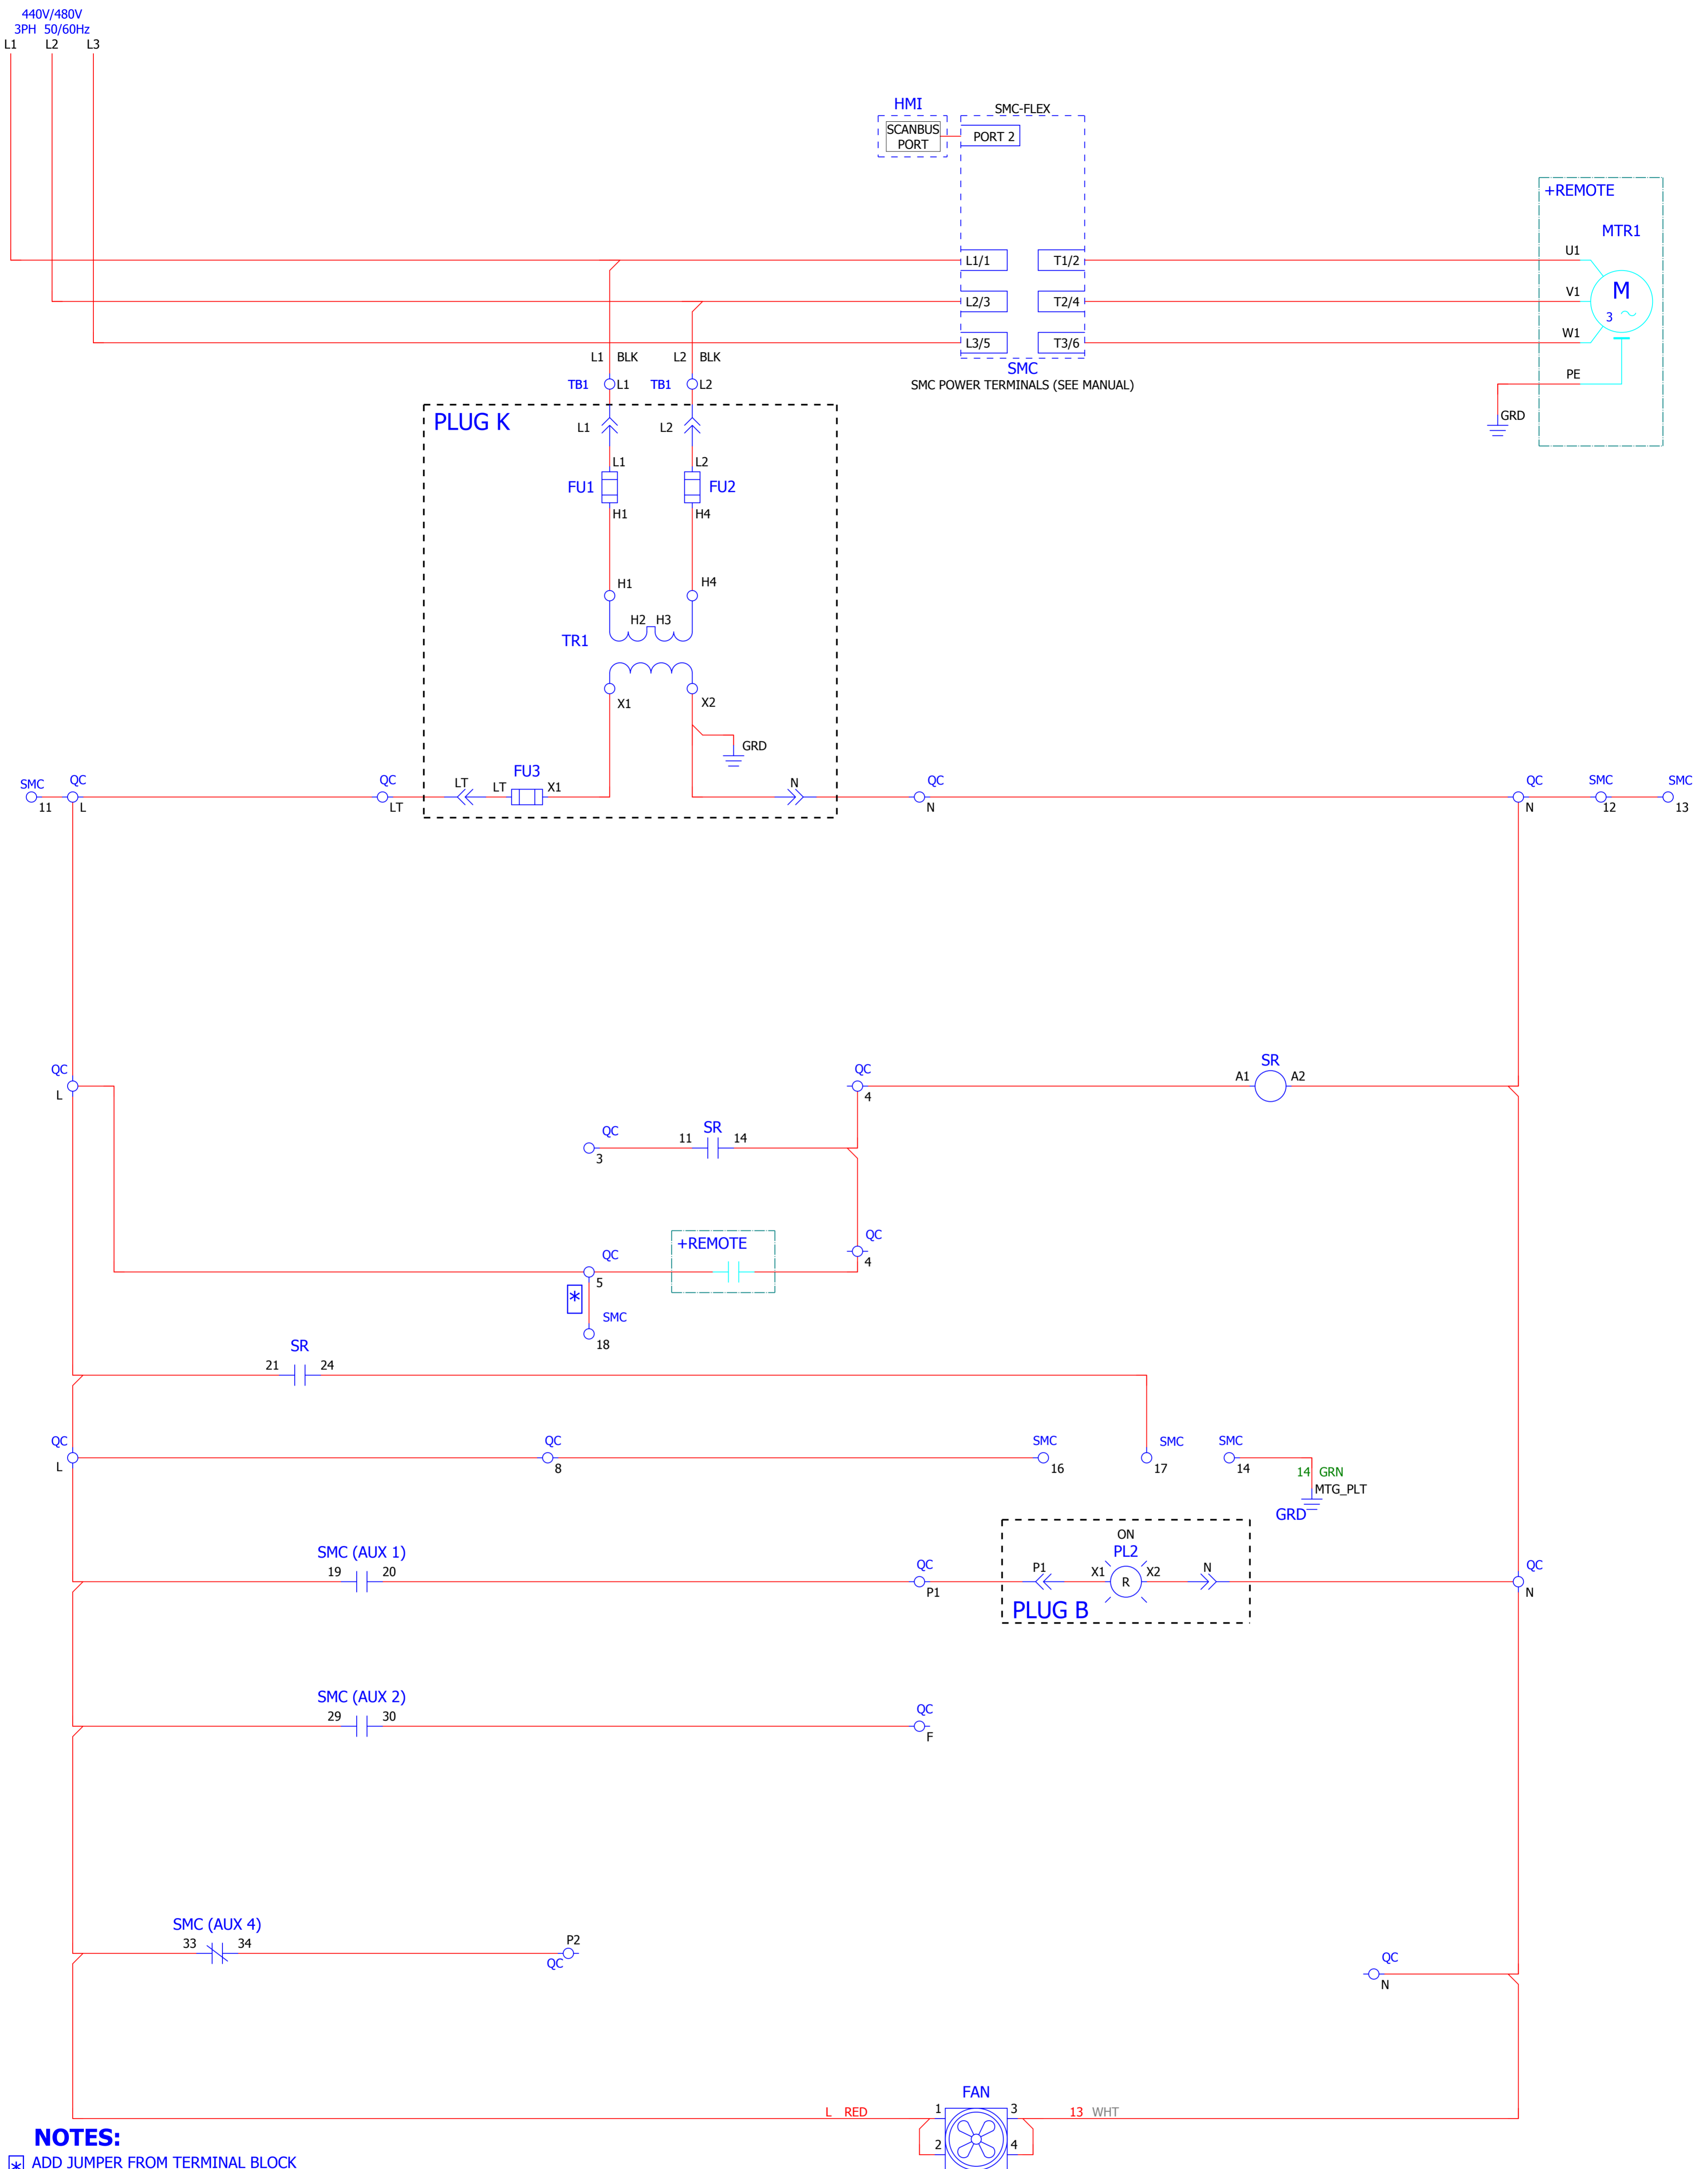 440V/480V
3PH 50/60Hz
L1 L2 L3
HMI
SCANBUS
PORT
SMC-FLEX
PORT 2
+REMOTE
MTR1
L1/1 T1/2 U1
L2/3 T2/4 V1
M
3
L3/5 T3/6 W1
SMC
SMC POWER TERMINALS (SEE MANUAL)
PE
GRD
L1 BLK L2 BLK
TB1 L1 TB1 L2
PLUG K
L1 L2
L1 L2
FU1 FU2
H1 H4
H1 H4
H2 H3
TR1
X1 X2
GRD
FU3
SMC QC QC LT LT X1 N QC QC SMC SMC
11 L LT N N 12 13
QC QC SR
L 4 A1 A2
QC SR
3 11 14
+REMOTE
QC QC
5 4
*
SMC
18
SR
21 24
QC QC SMC SMC SMC
L 8 16 17 14
14 GRN
MTG_PLT
GRD
SMC (AUX 1)
19 20
QC
P1
ON
PL2
P1 X1 R X2 N
PLUG B
QC
N
SMC (AUX 2)
29 30
QC
F
SMC (AUX 4)
33 34
P2
QC
QC
N
FAN
L RED 1 3 13 WHT
2 4
NOTES:
* ADD JUMPER FROM TERMINAL BLOCK